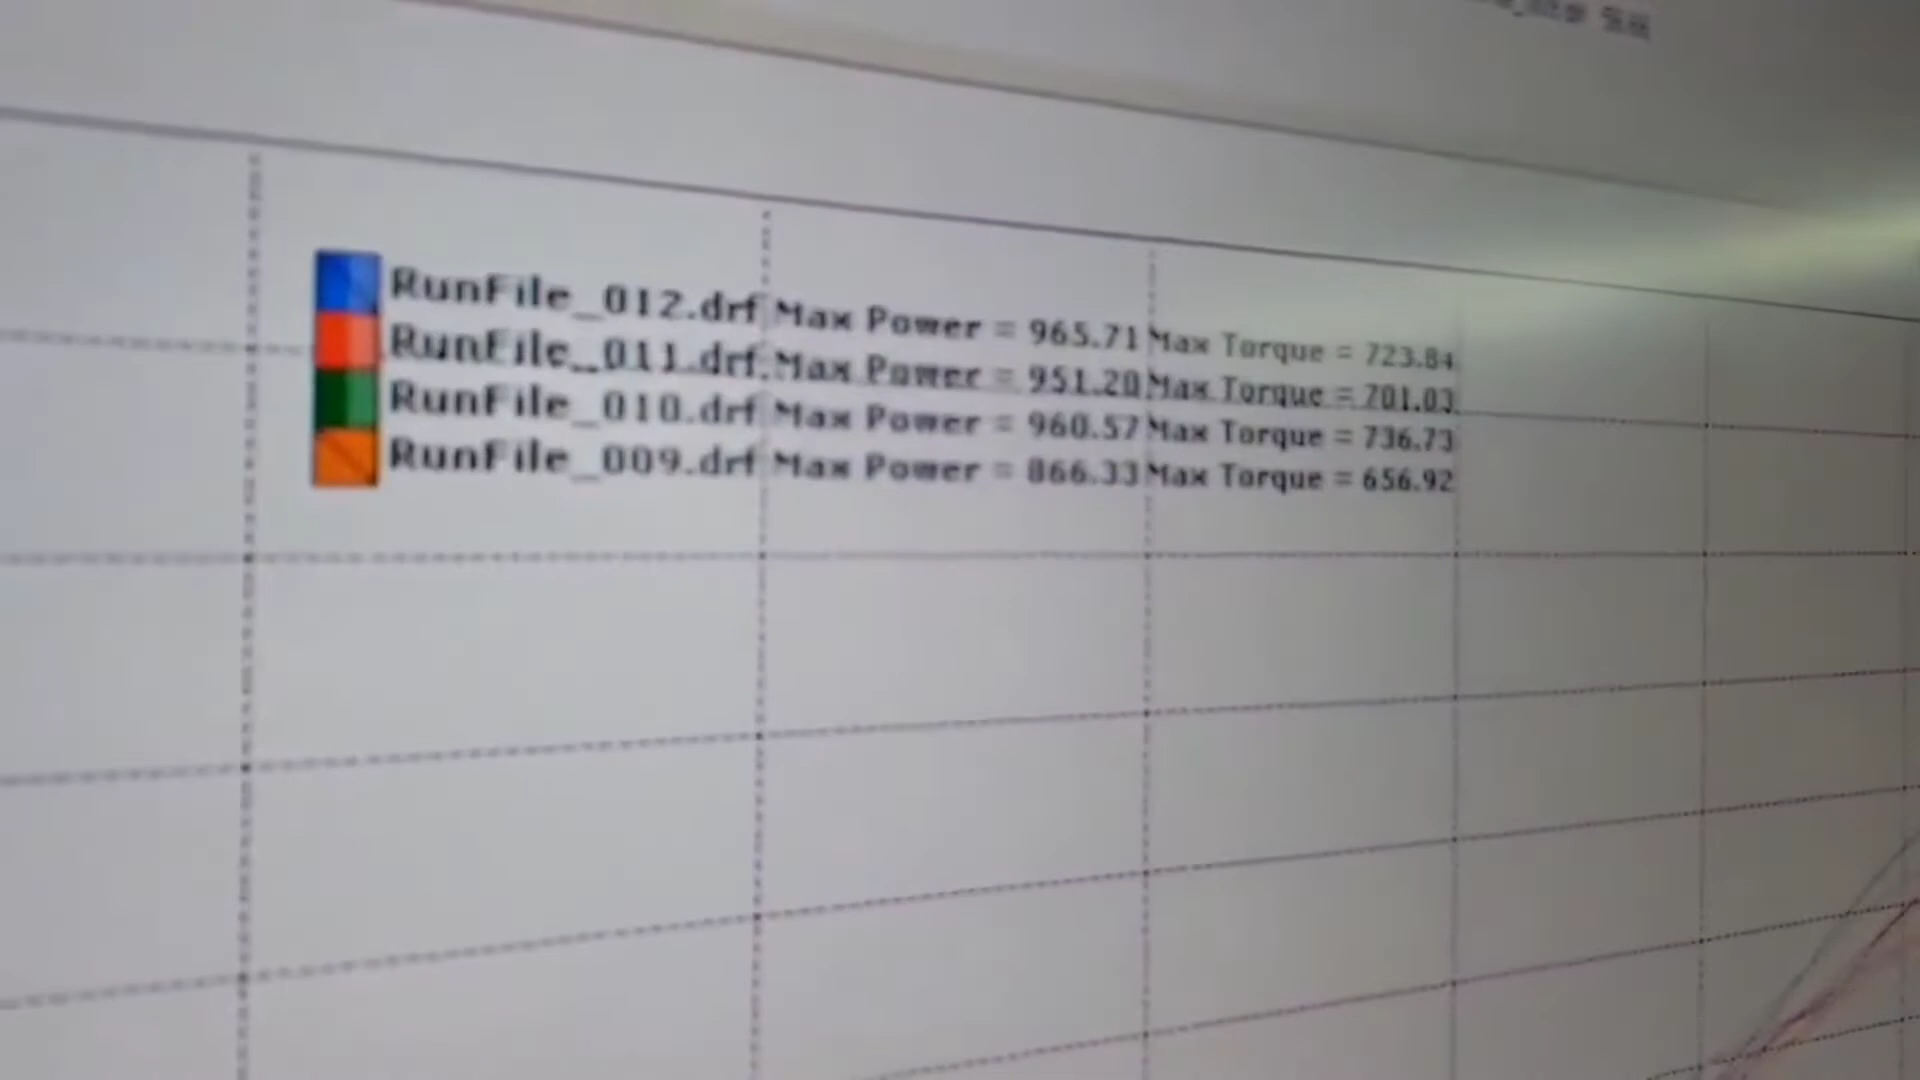 RunFile_012.drf Max Power = 965.71 Max Torque = 723.84
RunFile_011.drf Max Power = 951.20 Max Torque = 701.03
RunFile_010.drf Max Power = 960.57 Max Torque = 736.73
RunFile_009.drf Max Power = 866.33 Max Torque = 656.92